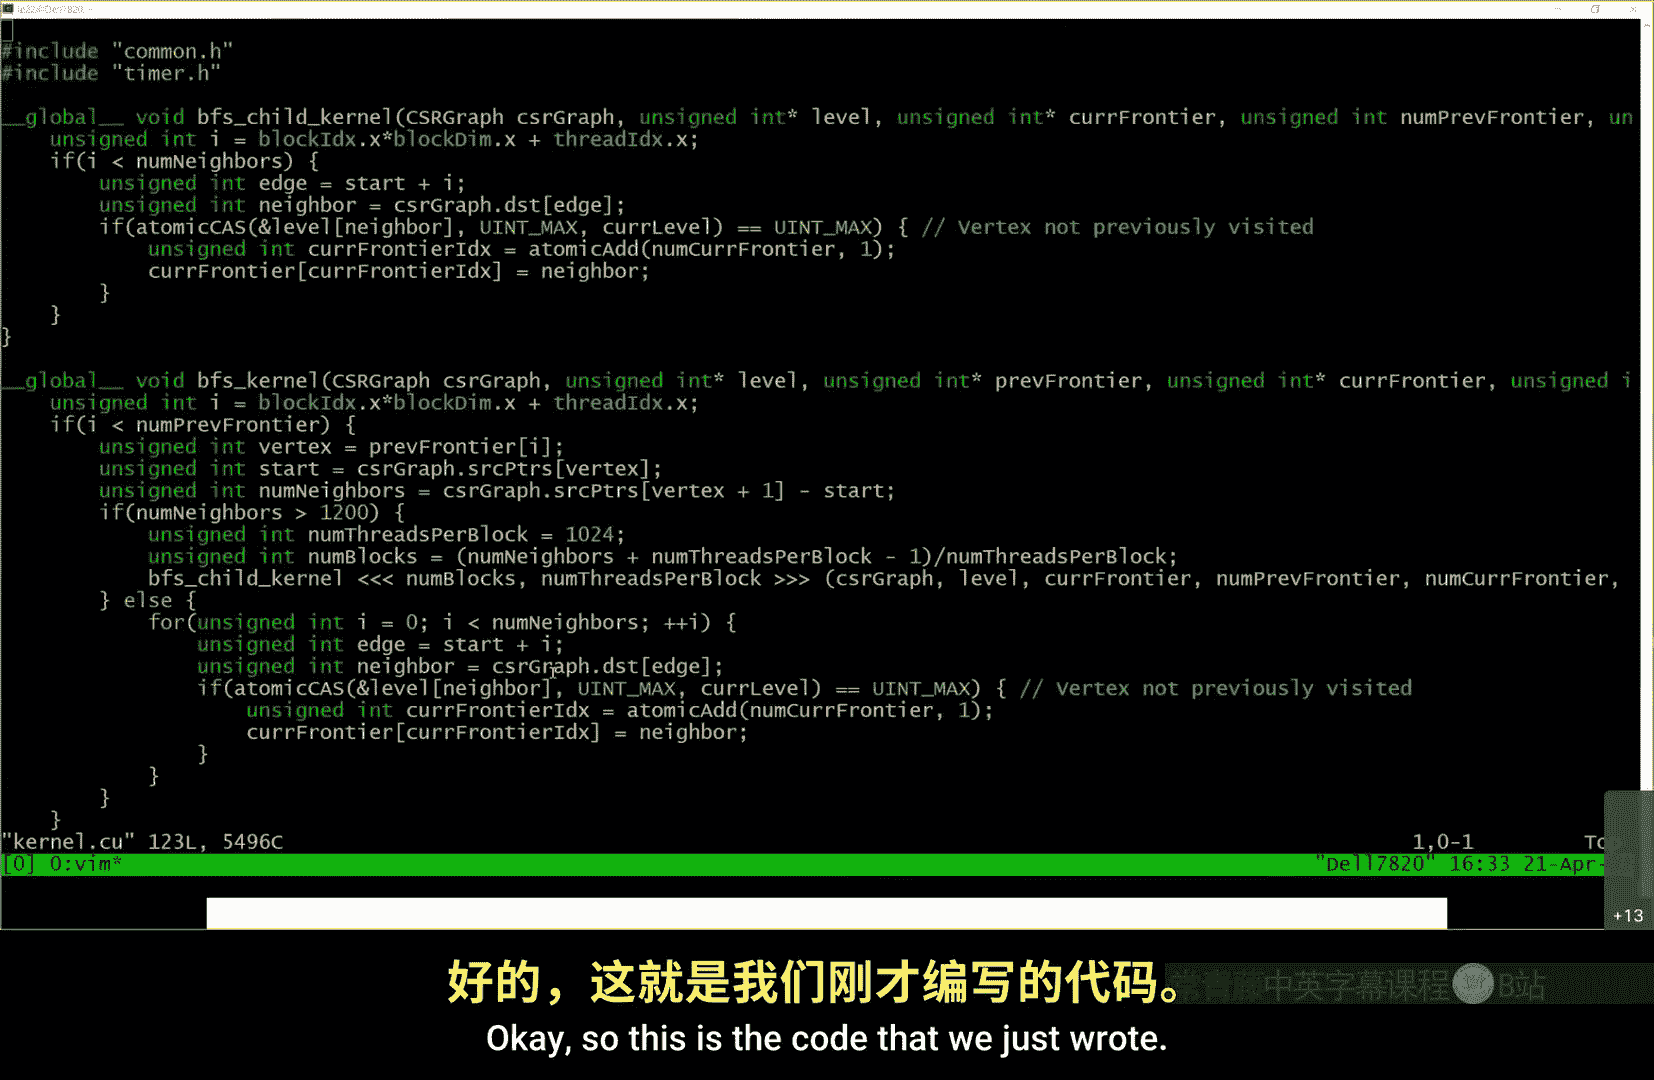 #include "common.h"
#include "timer.h"
__global__ void bfs_child_kernel(CSRGraph csrGraph, unsigned int* level, unsigned int* currFrontier, unsigned int numPrevFrontier, un
    unsigned int i = blockIdx.x*blockDim.x + threadIdx.x;
    if(i < numNeighbors) {
        unsigned int edge = start + i;
        unsigned int neighbor = csrGraph.dst[edge];
        if(atomicCAS(&level[neighbor], UINT_MAX, currLevel) == UINT_MAX) { // Vertex not previously visited
            unsigned int currFrontierIdx = atomicAdd(numCurrFrontier, 1);
            currFrontier[currFrontierIdx] = neighbor;
        }
    }
}
__global__ void bfs_kernel(CSRGraph csrGraph, unsigned int* level, unsigned int* prevFrontier, unsigned int* currFrontier, unsigned i
    unsigned int i = blockIdx.x*blockDim.x + threadIdx.x;
    if(i < numPrevFrontier) {
        unsigned int vertex = prevFrontier[i];
        unsigned int start = csrGraph.srcPtrs[vertex];
        unsigned int numNeighbors = csrGraph.srcPtrs[vertex + 1] - start;
        if(numNeighbors > 1200) {
            unsigned int numThreadsPerBlock = 1024;
            unsigned int numBlocks = (numNeighbors + numThreadsPerBlock - 1)/numThreadsPerBlock;
            bfs_child_kernel <<< numBlocks, numThreadsPerBlock >>> (csrGraph, level, currFrontier, numPrevFrontier, numCurrFrontier,
        } else {
            for(unsigned int i = 0; i < numNeighbors; ++i) {
                unsigned int edge = start + i;
                unsigned int neighbor = csrGraph.dst[edge];
                if(atomicCAS(&level[neighbor], UINT_MAX, currLevel) == UINT_MAX) { // Vertex not previously visited
                    unsigned int currFrontierIdx = atomicAdd(numCurrFrontier, 1);
                    currFrontier[currFrontierIdx] = neighbor;
                }
            }
        }
    }
"kernel.cu" 123L, 5496C 1,0-1
[0] 0:vim* "Dell7820" 16:33 21-Apr-
+13
好的，这就是我们刚才编写的代码。
中英字幕课程 B站
Okay, so this is the code that we just wrote.